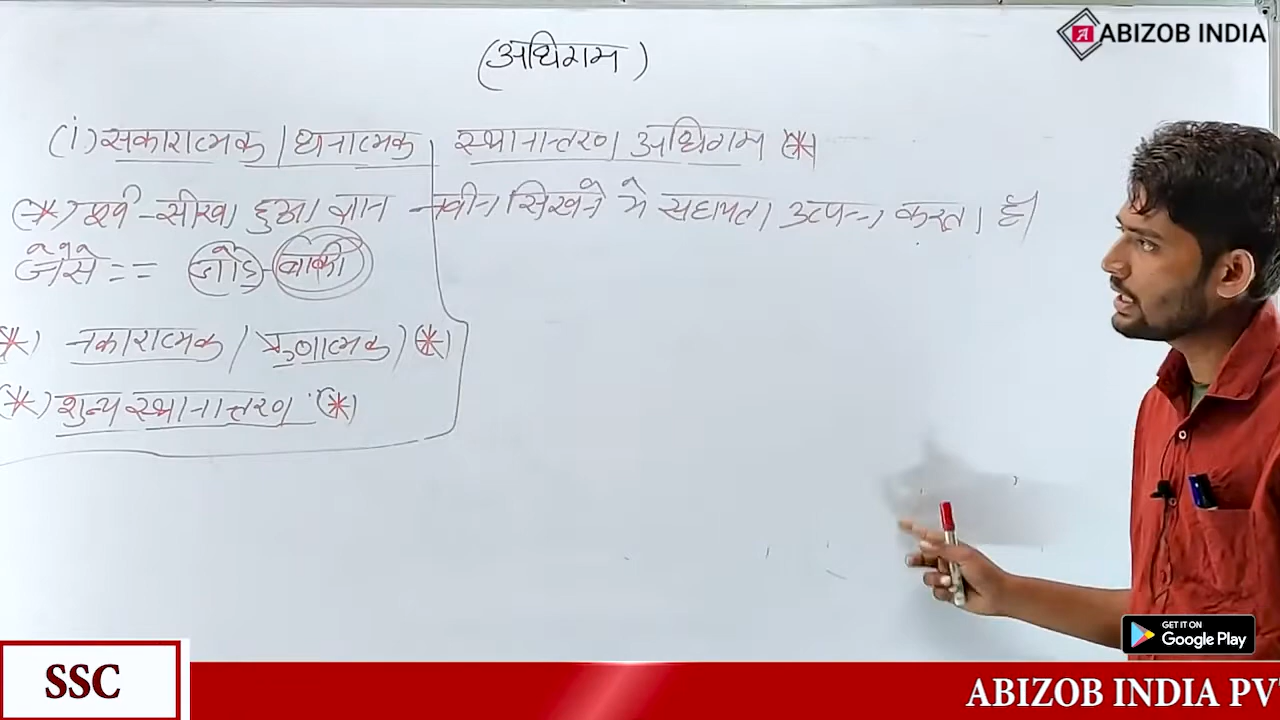 ABIZOB INDIA
(अधिगम)
(i) सकारात्मक / धनात्मक स्थानान्तरण अधिगम (*)
(*) पूर्व सीखा हुआ ज्ञान नवीन सिखने मे सहायता उत्पन्न करता है।
जैसे == जोड़ - बाकी
(*) नकारात्मक / ऋणात्मक) (*)
(*) शुन्य स्थानान्तरण (*)
GET IT ON
Google Play
SSC
ABIZOB INDIA PVT